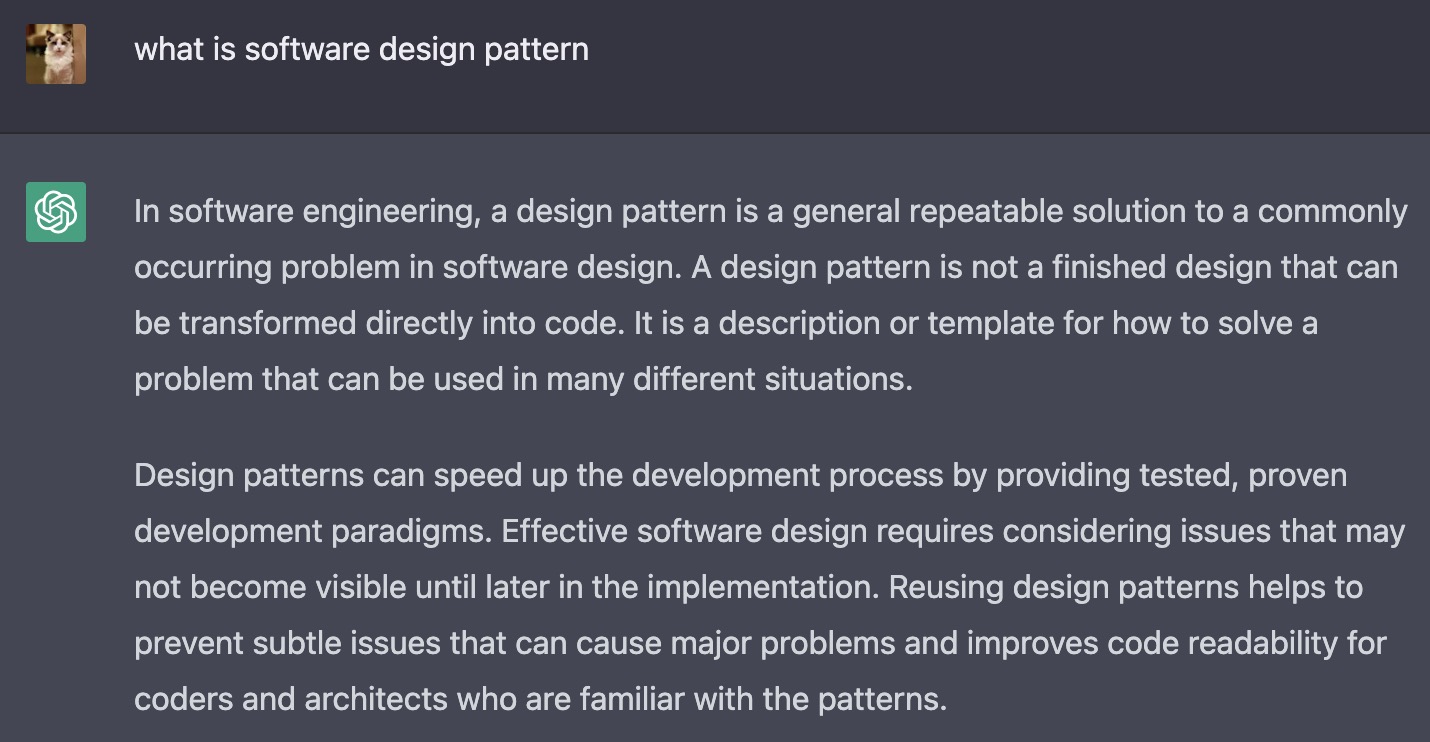 what is software design pattern
In software engineering, a design pattern is a general repeatable solution to a commonly
occurring problem in software design. A design pattern is not a finished design that can
be transformed directly into code. It is a description or template for how to solve a
problem that can be used in many different situations.
Design patterns can speed up the development process by providing tested, proven
development paradigms. Effective software design requires considering issues that may
not become visible until later in the implementation. Reusing design patterns helps to
prevent subtle issues that can cause major problems and improves code readability for
coders and architects who are familiar with the patterns.